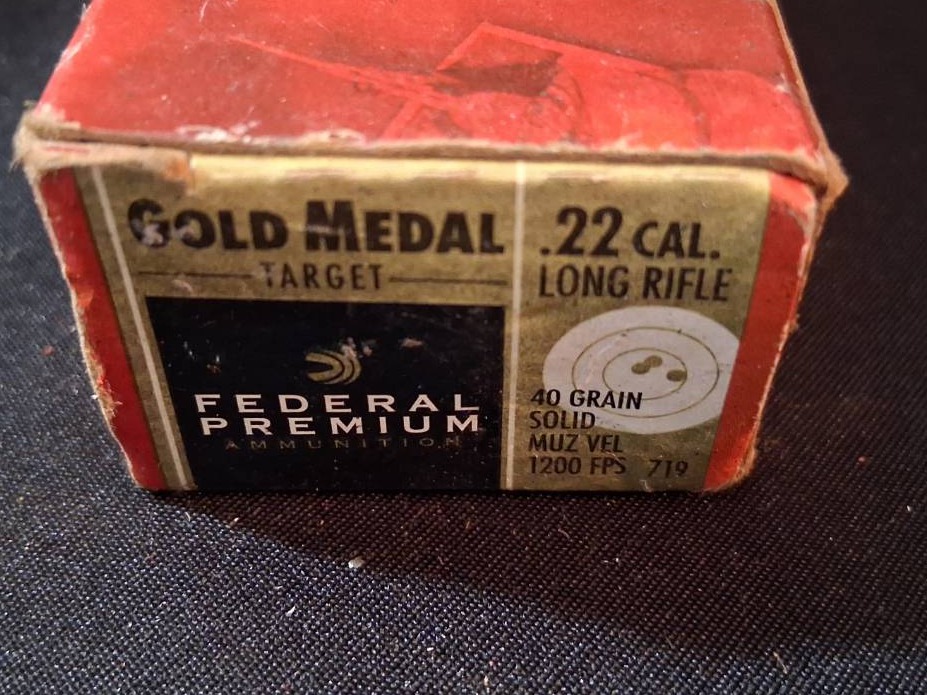 GOLD MEDAL
TARGET
FEDERAL
PREMIUM
AMMUNITION
.22 CAL.
LONG RIFLE
40 GRAIN
SOLID
MUZ VEL
1200 FPS 719